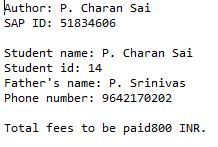 Author: P. Charan Sai
SAP ID: 51834606
Student name: P. Charan Sai
Student id: 14
Father's name: P. Srinivas
Phone number: 9642170202
Total fees to be paid800 INR.